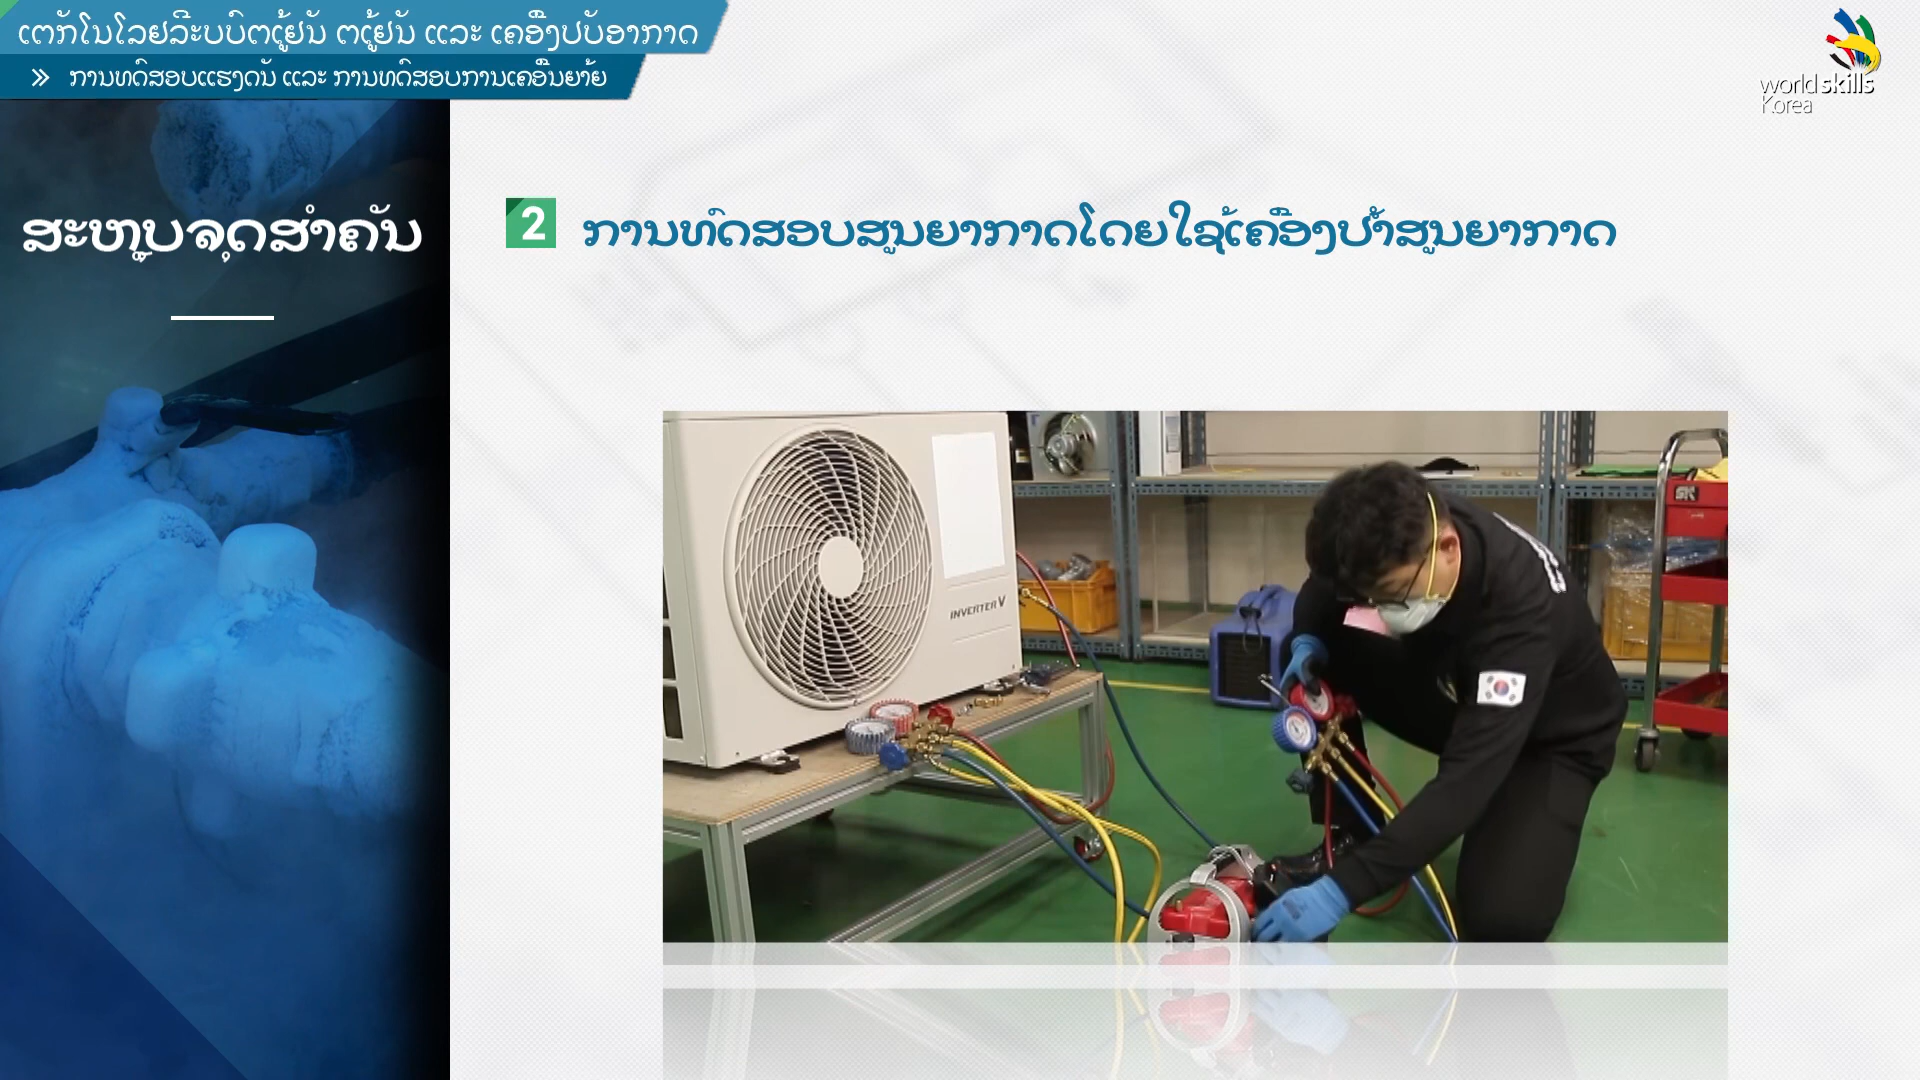 ເຕັກໂນໂລຢີລະບົບຕູ້ເຢັນ ຕູ້ເຢັນ ແລະ ເຄື່ອງປັບອາກາດ
» ການທົດສອບແຮງດັນ ແລະ ການທົດສອບການເຄື່ອນຍ້າຍ
world skills
Korea
ສະຫຼຸບຈຸດສຳຄັນ
2 ການທົດສອບສູນຍາກາດໂດຍໃຊ້ເຄື່ອງປ້ຳສູນຍາກາດ
INVERTER V